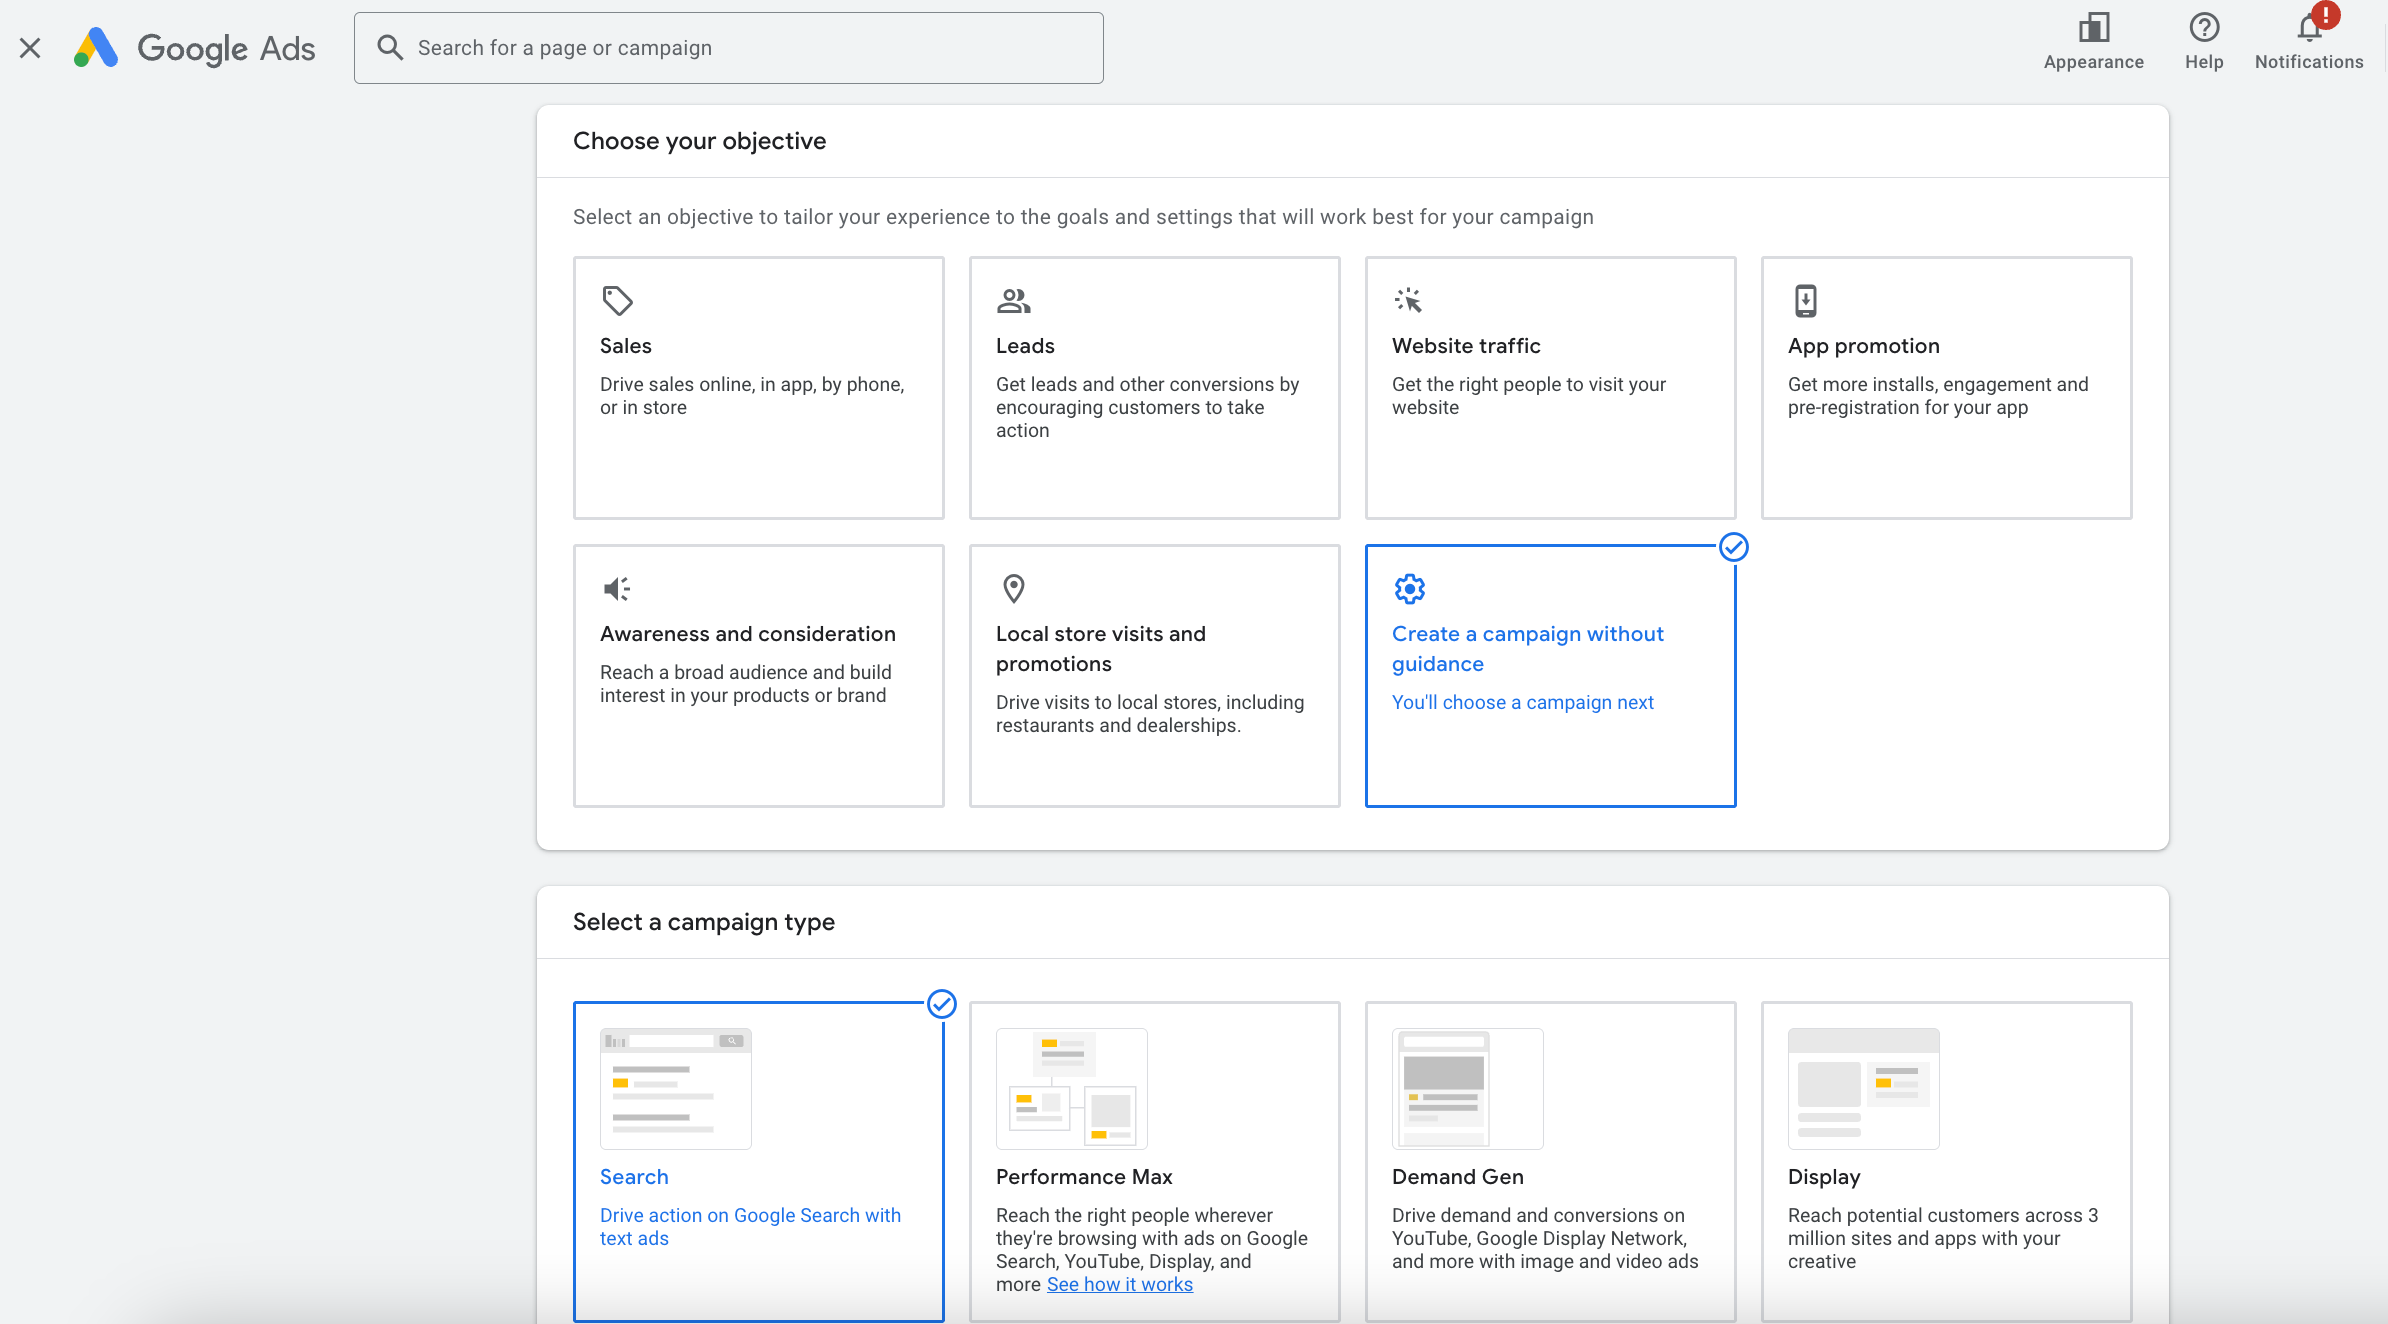 Google Ads
Search for a page or campaign
Appearance
Help
Notifications
Choose your objective
Select an objective to tailor your experience to the goals and settings that will work best for your campaign
Sales
Drive sales online, in app, by phone,
or in store
Leads
Get leads and other conversions by
encouraging customers to take
action
Website traffic
Get the right people to visit your
website
App promotion
Get more installs, engagement and
pre-registration for your app
Awareness and consideration
Reach a broad audience and build
interest in your products or brand
Local store visits and
promotions
Drive visits to local stores, including
restaurants and dealerships.
Create a campaign without
guidance
You'll choose a campaign next
Select a campaign type
Search
Drive action on Google Search with
text ads
Performance Max
Reach the right people wherever
they're browsing with ads on Google
Search, YouTube, Display, and
more See how it works
Demand Gen
Drive demand and conversions on
YouTube, Google Display Network,
and more with image and video ads
Display
Reach potential customers across 3
million sites and apps with your
creative